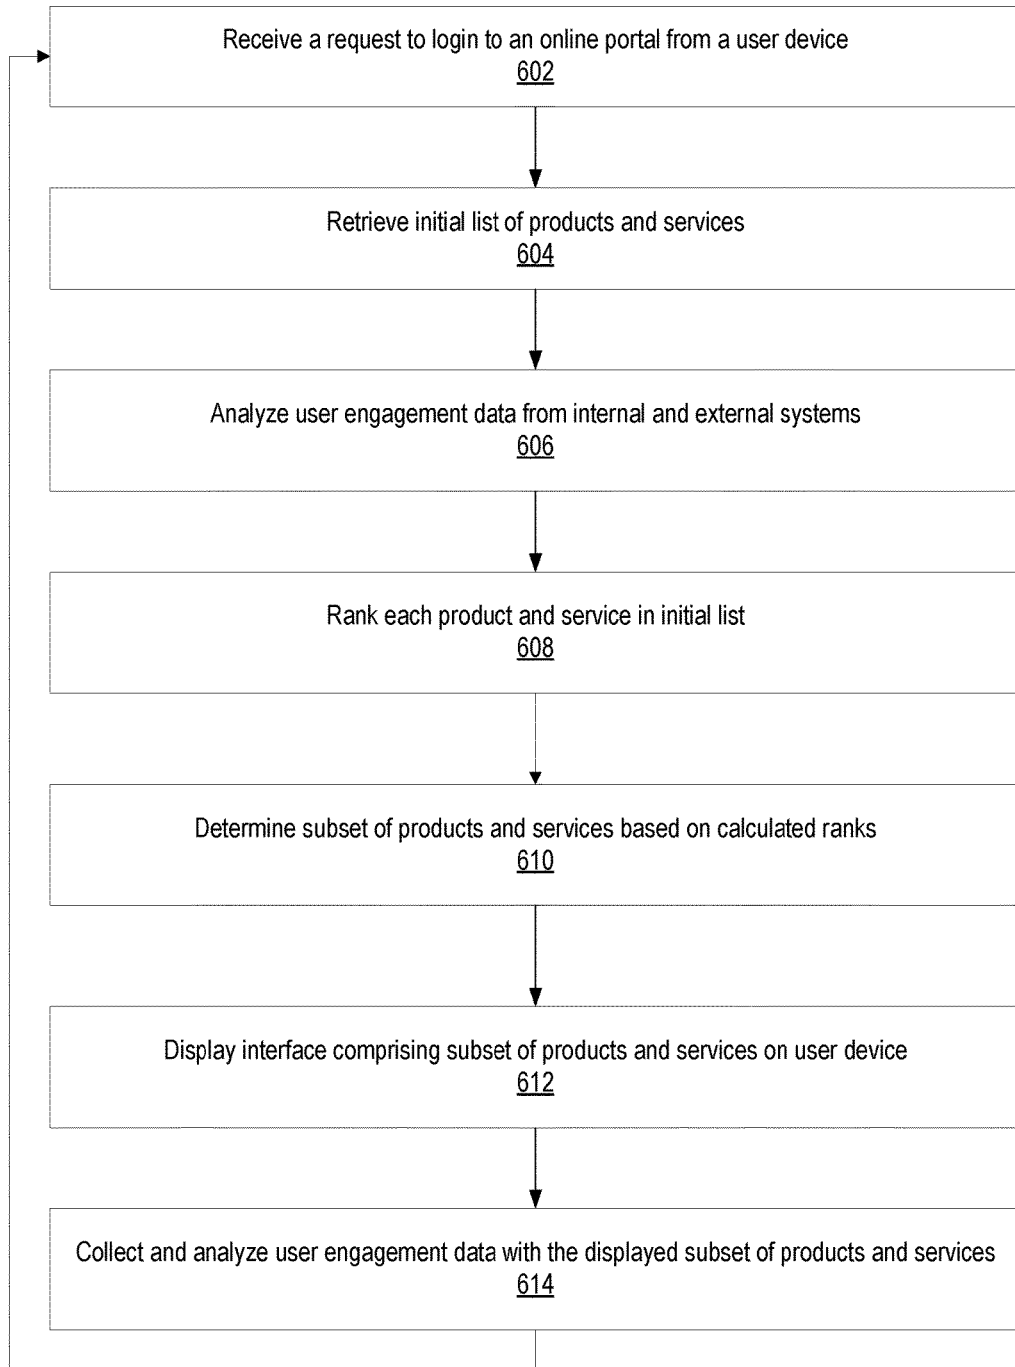 Receive a request to login to an online portal from a user device
602
Retrieve initial list of products and services
604
Analyze user engagement data from internal and external systems
606
Rank each product and service in initial list
608
Determine subset of products and services based on calculated ranks
610
Display interface comprising subset of products and services on user device
612
Collect and analyze user engagement data with the displayed subset of products and services
614